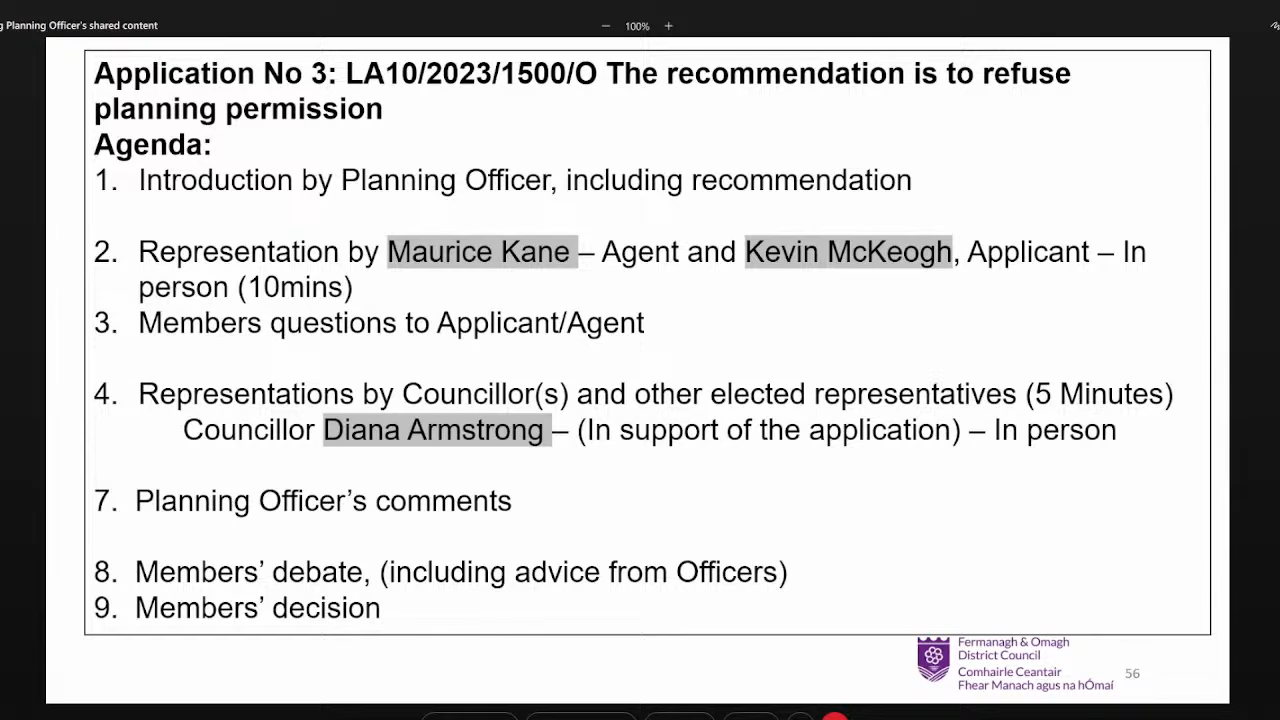 Planning Officer's shared content
100%
Application No 3: LA10/2023/1500/O The recommendation is to refuse
planning permission
Agenda:
1. Introduction by Planning Officer, including recommendation
2. Representation by Maurice Kane – Agent and Kevin McKeogh, Applicant – In
person (10mins)
3. Members questions to Applicant/Agent
4. Representations by Councillor(s) and other elected representatives (5 Minutes)
Councillor Diana Armstrong – (In support of the application) – In person
7. Planning Officer’s comments
8. Members’ debate, (including advice from Officers)
9. Members’ decision
Fermanagh & Omagh
District Council
Comhairle Ceantair
Fhear Manach agus na hÓmaí
56